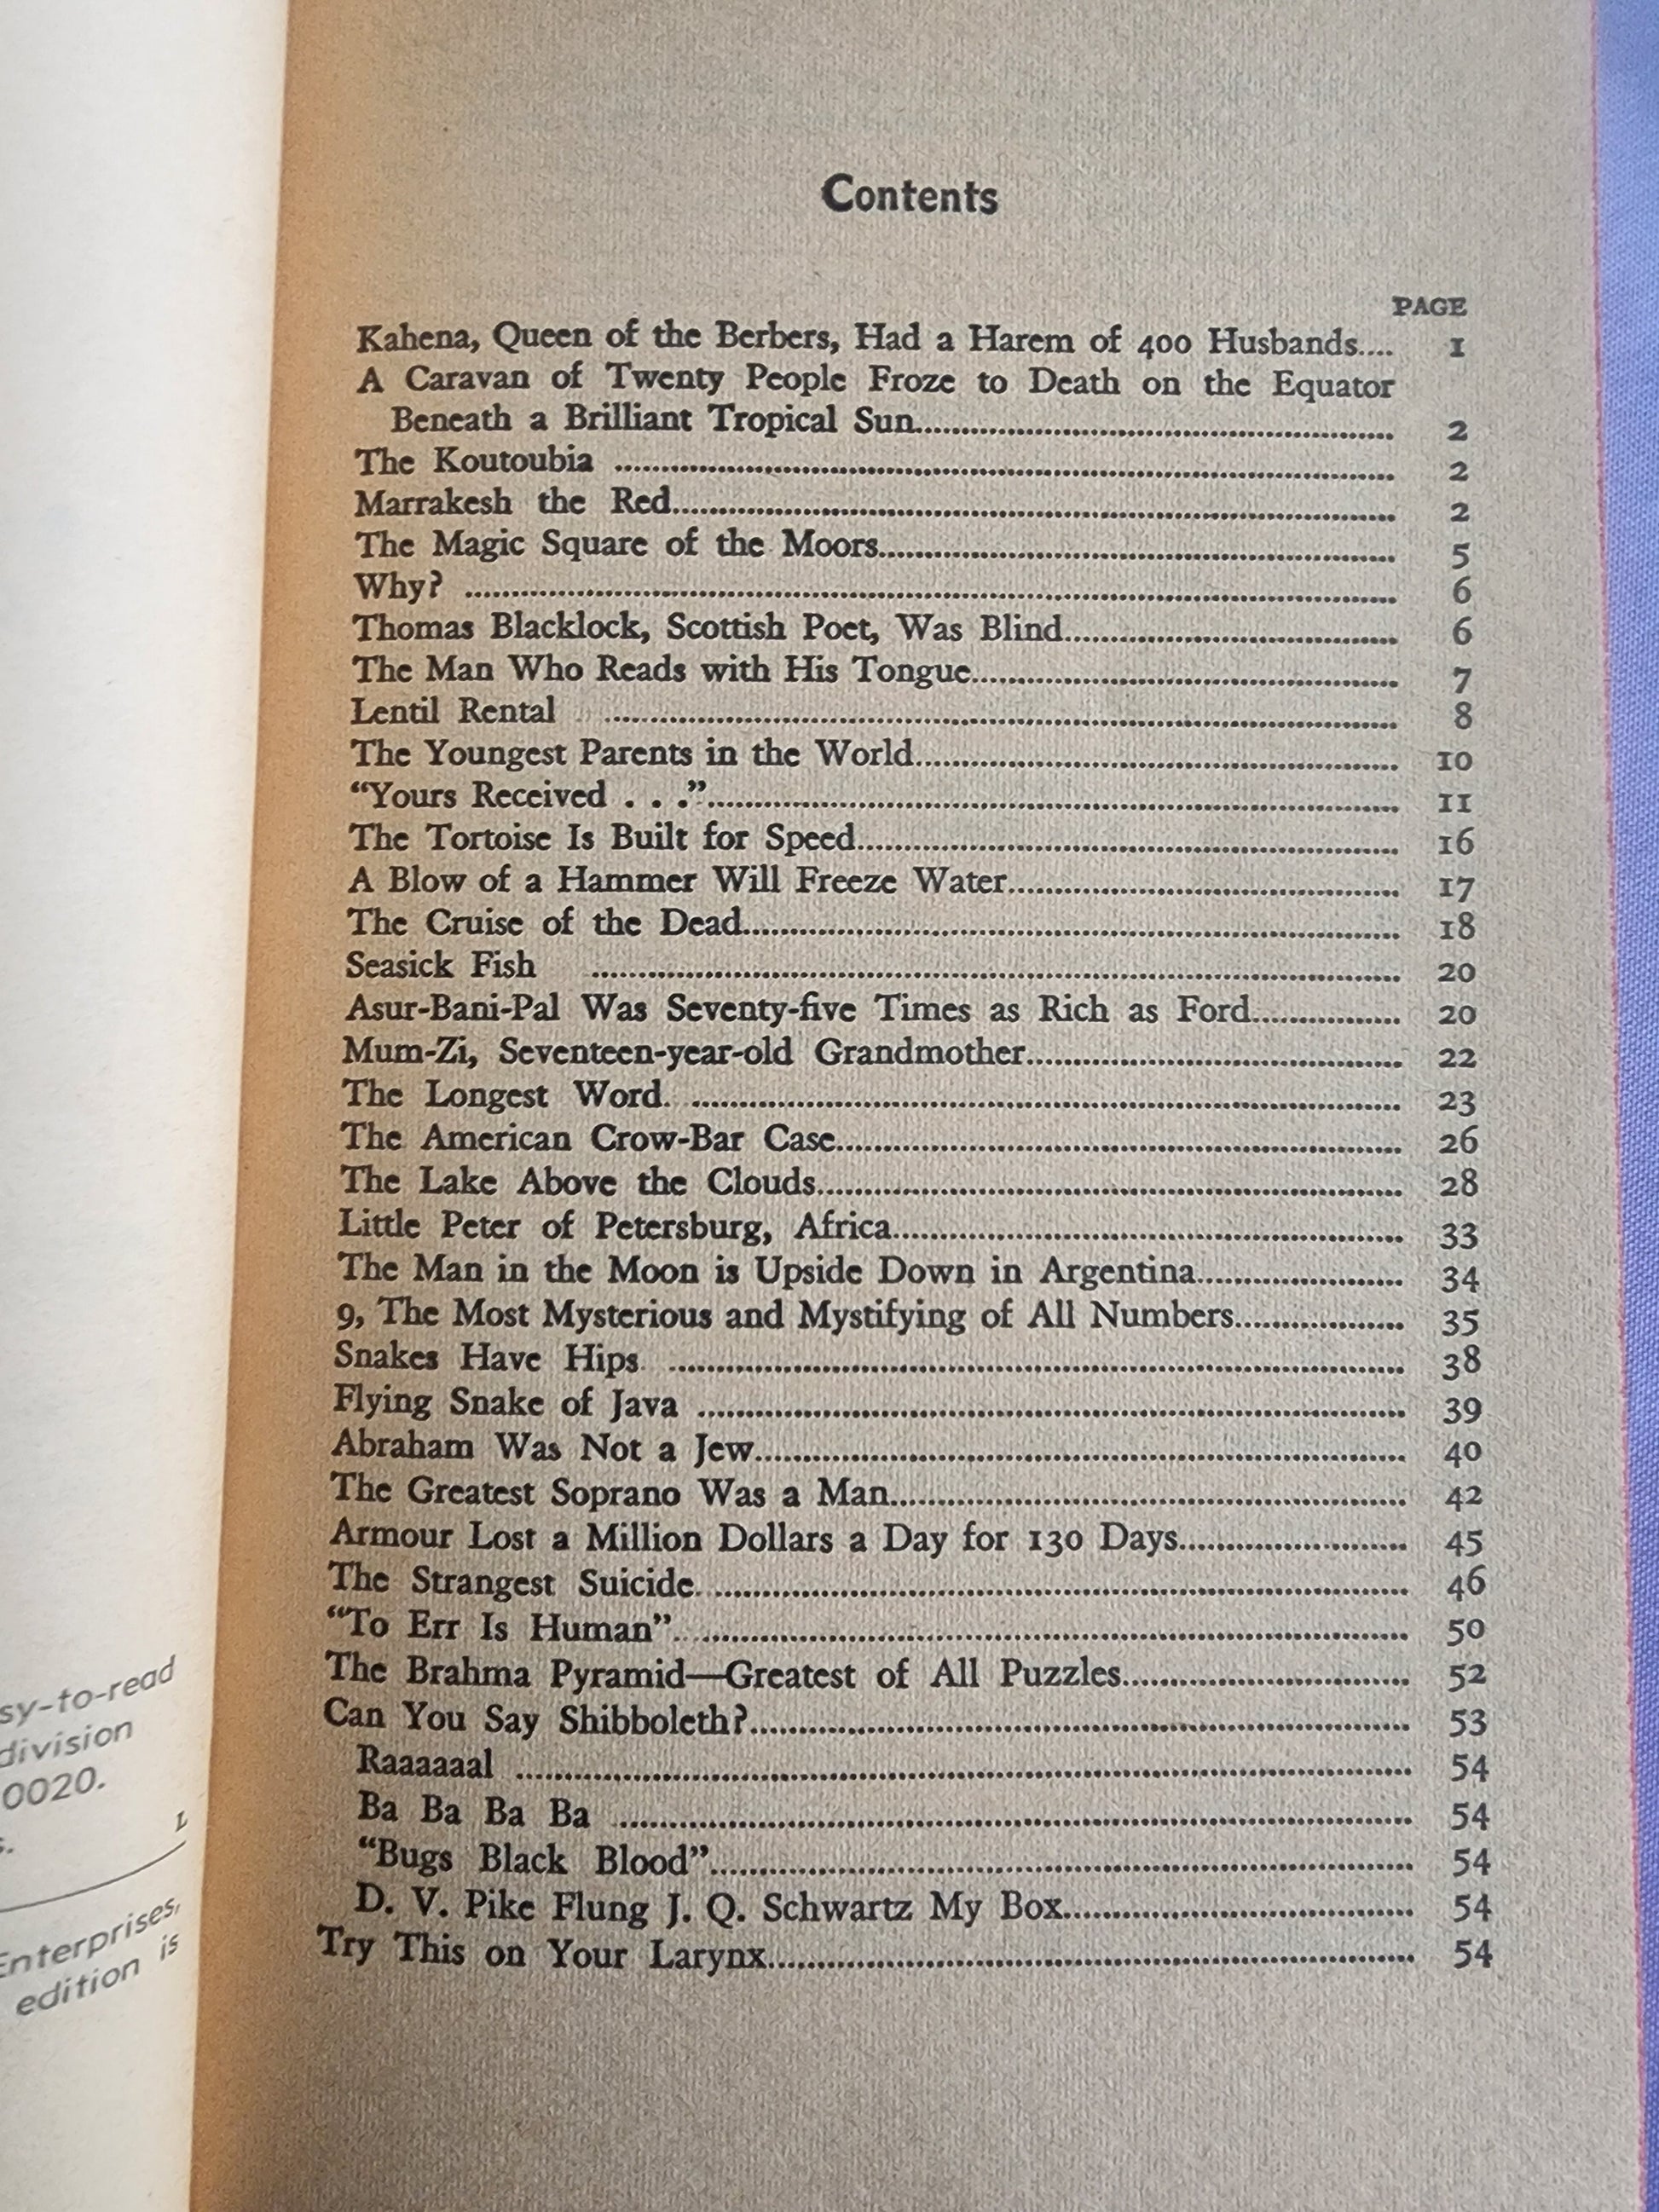 Contents
PAGE
Kahena, Queen of the Berbers, Had a Harem of 400 Husbands.... 1
A Caravan of Twenty People Froze to Death on the Equator
Beneath a Brilliant Tropical Sun.... 2
The Koutoubia .... 2
Marrakesh the Red.... 2
The Magic Square of the Moors.... 5
Why? .... 6
Thomas Blacklock, Scottish Poet, Was Blind.... 6
The Man Who Reads with His Tongue.... 7
Lentil Rental .... 8
The Youngest Parents in the World.... 10
“Yours Received . . .”.... 11
The Tortoise Is Built for Speed.... 16
A Blow of a Hammer Will Freeze Water.... 17
The Cruise of the Dead.... 18
Seasick Fish .... 20
Asur-Bani-Pal Was Seventy-five Times as Rich as Ford.... 20
Mum-Zi, Seventeen-year-old Grandmother.... 22
The Longest Word. .... 23
The American Crow-Bar Case.... 26
The Lake Above the Clouds.... 28
Little Peter of Petersburg, Africa.... 33
The Man in the Moon is Upside Down in Argentina.... 34
9, The Most Mysterious and Mystifying of All Numbers.... 35
Snakes Have Hips .... 38
Flying Snake of Java .... 39
Abraham Was Not a Jew.... 40
The Greatest Soprano Was a Man.... 42
Armour Lost a Million Dollars a Day for 130 Days.... 45
The Strangest Suicide.... 46
“To Err Is Human”.... 50
The Brahma Pyramid—Greatest of All Puzzles.... 52
Can You Say Shibboleth?.... 53
Raaaaaal .... 54
Ba Ba Ba Ba .... 54
“Bugs Black Blood”.... 54
D. V. Pike Flung J. Q. Schwartz My Box.... 54
Try This on Your Larynx.... 54
sy-to-read
division
0020.
L
Enterprises,
edition is